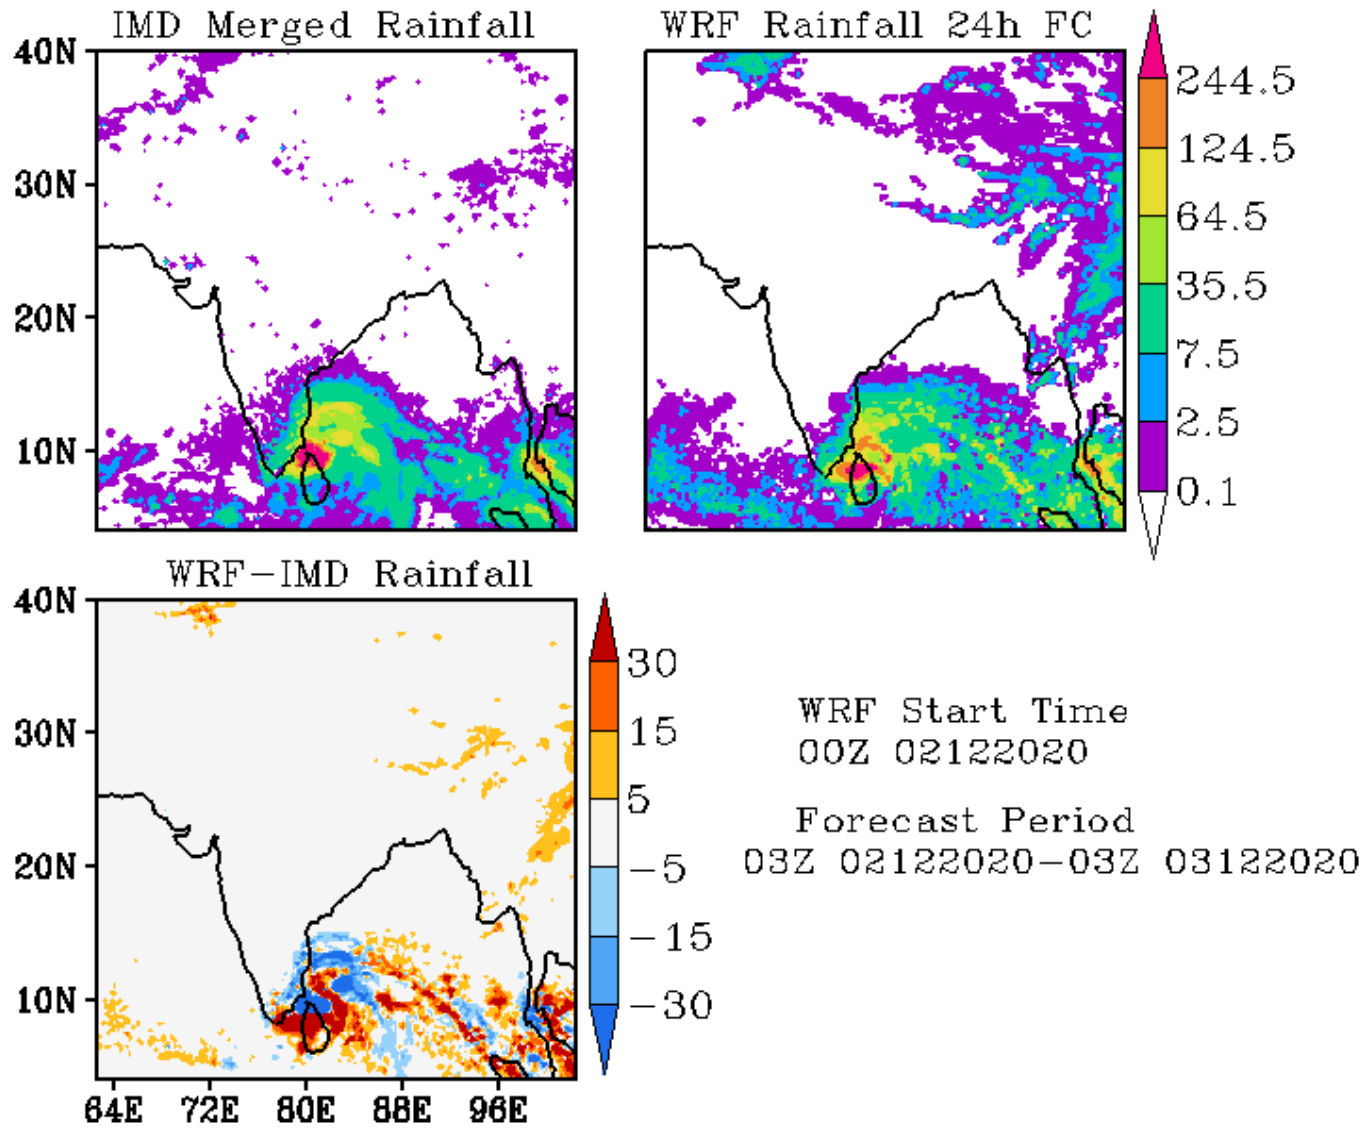 IMD Merged Rainfall
WRF Rainfall 24h FC
40N
30N
20N
10N
244.5
124.5
64.5
35.5
7.5
2.5
0.1
WRF-IMD Rainfall
40N
30N
20N
10N
64E 72E 80E 88E 96E
30
15
5
-5
-15
-30
WRF Start Time
00Z 02122020
Forecast Period
03Z 02122020-03Z 03122020